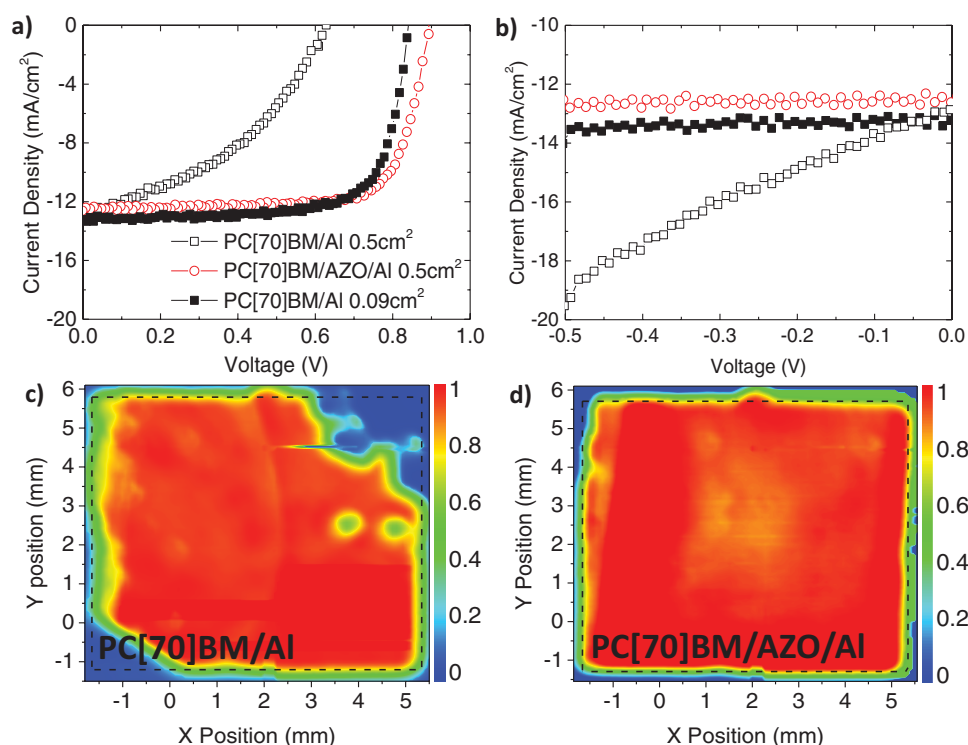 a)
Current Density (mA/cm²)
0
-4
-8
-12
-16
-20
0.0 0.2 0.4 0.6 0.8 1.0
Voltage (V)
PC[70]BM/Al 0.5cm²
PC[70]BM/AZO/Al 0.5cm²
PC[70]BM/Al 0.09cm²
b)
Current Density (mA/cm²)
-10
-12
-14
-16
-18
-20
-0.5 -0.4 -0.3 -0.2 -0.1 0.0
Voltage (V)
c)
Y position (mm)
6
5
4
3
2
1
0
-1
-1 0 1 2 3 4 5
X Position (mm)
PC[70]BM/Al
1
0.8
0.6
0.4
0.2
0
d)
Y Position (mm)
6
5
4
3
2
1
0
-1
-1 0 1 2 3 4 5
X Position (mm)
PC[70]BM/AZO/Al
1
0.8
0.6
0.4
0.2
0